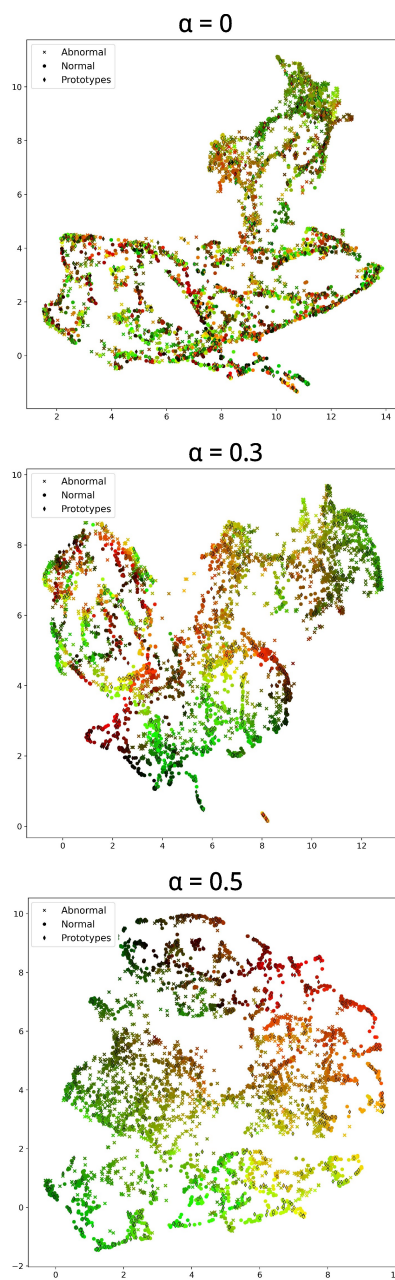 α = 0
Abnormal
Normal
Prototypes
10
8
6
4
2
0
2 4 6 8 10 12 14
α = 0.3
Abnormal
Normal
Prototypes
10
8
6
4
2
0
0 2 4 6 8 10 12
α = 0.5
Abnormal
Normal
Prototypes
10
8
6
4
2
0
−2
0 2 4 6 8